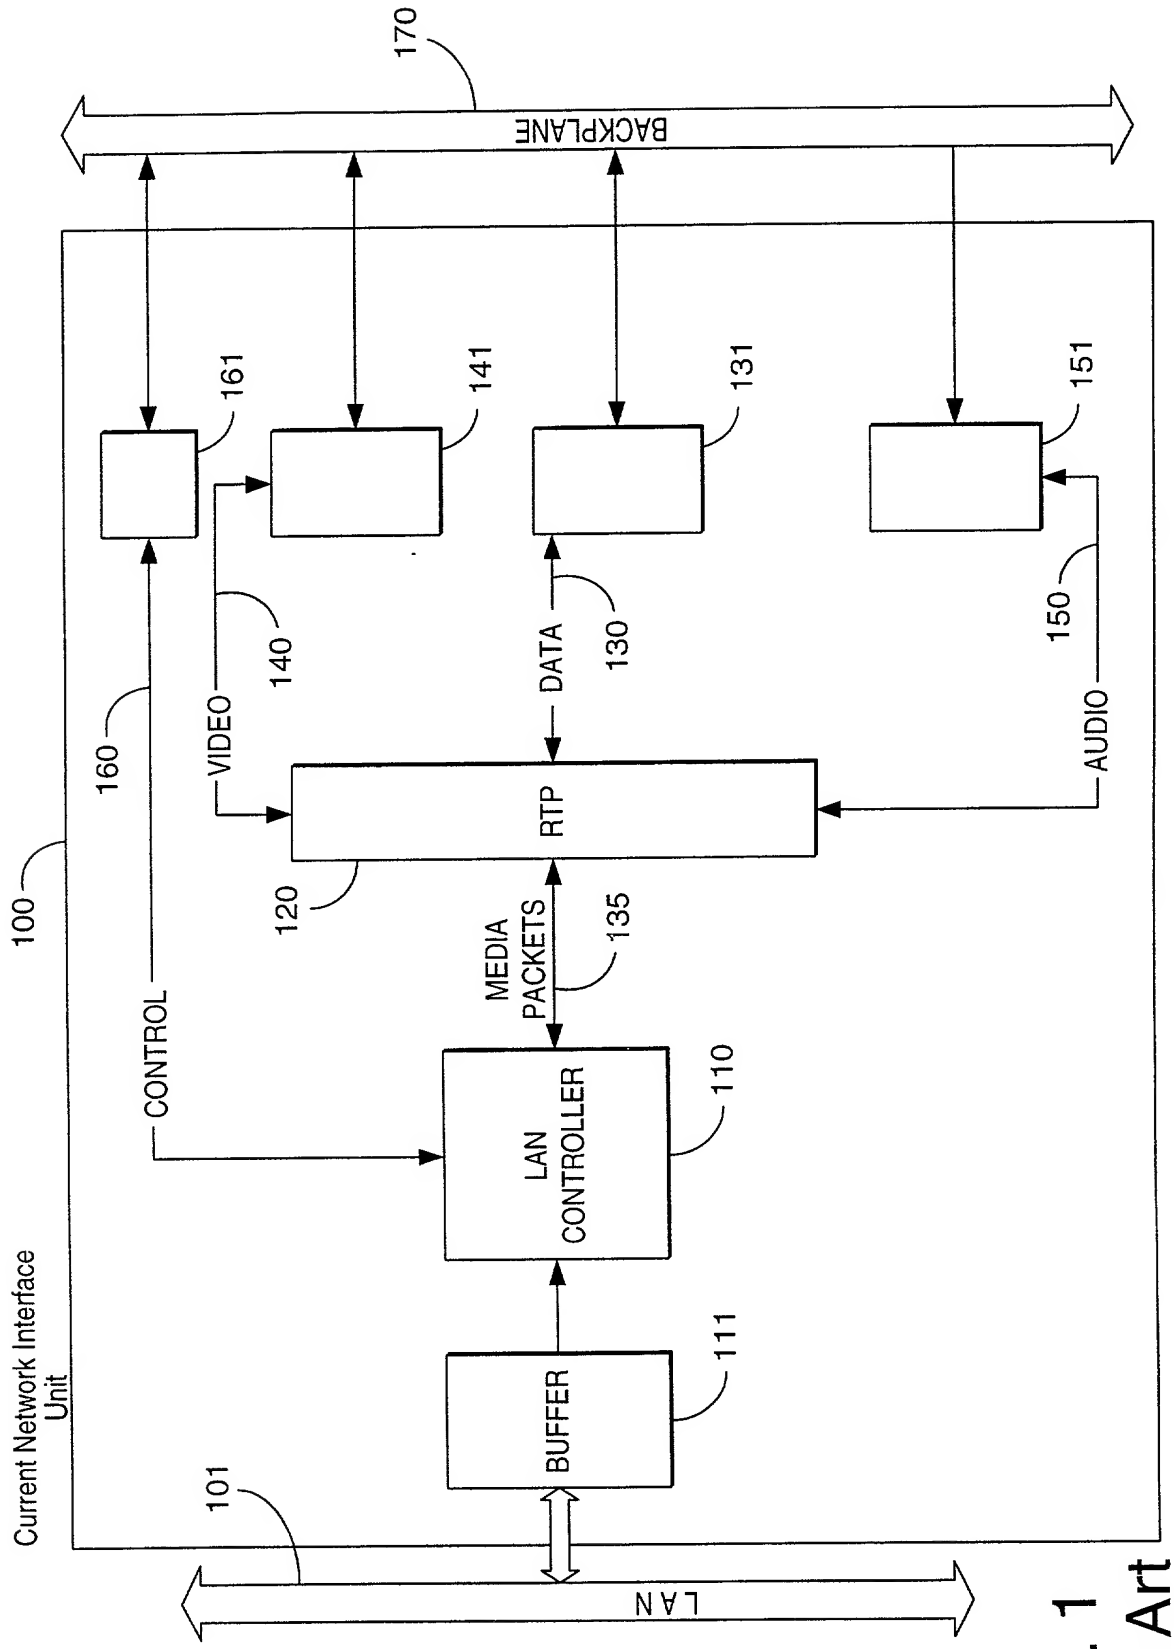 Current Network Interface
Unit
100
160
CONTROL
161
VIDEO
140
141
170
BACKPLANE
101
LAN
BUFFER
111
LAN
CONTROLLER
110
MEDIA
PACKETS
135
120
RTP
DATA
130
131
AUDIO
150
151
. 1
Art